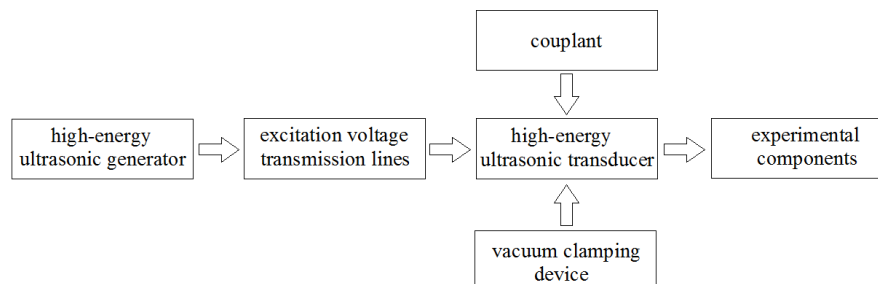 couplant
high-energy
ultrasonic generator
excitation voltage
transmission lines
high-energy
ultrasonic transducer
experimental
components
vacuum clamping
device